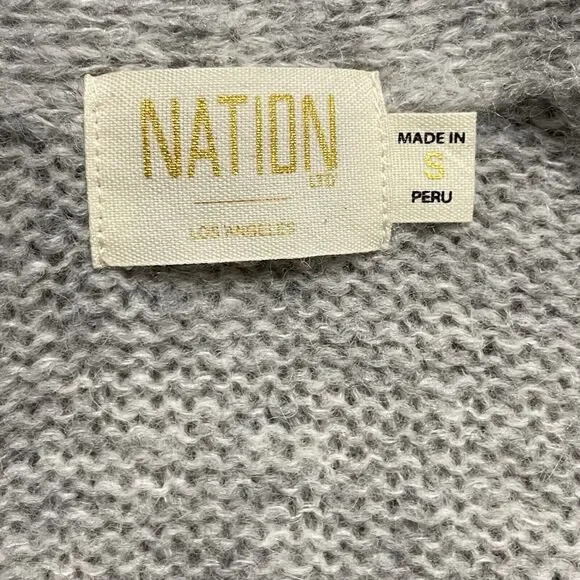 NATION
LTD
LOS ANGELES
MADE IN
S
PERU